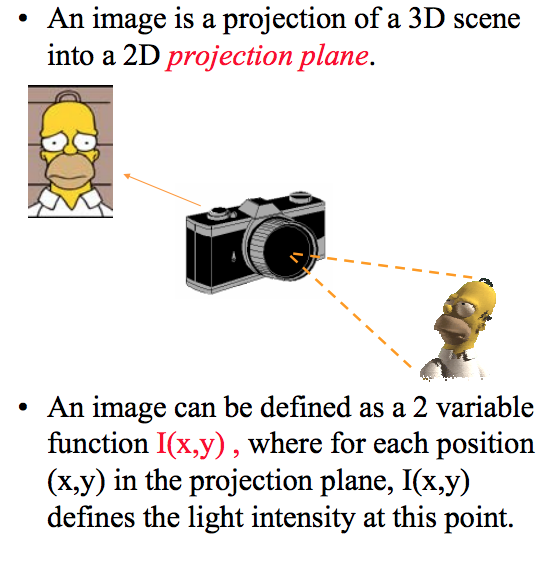 • An image is a projection of a 3D scene
into a 2D projection plane.
• An image can be defined as a 2 variable
function I(x,y) , where for each position
(x,y) in the projection plane, I(x,y)
defines the light intensity at this point.